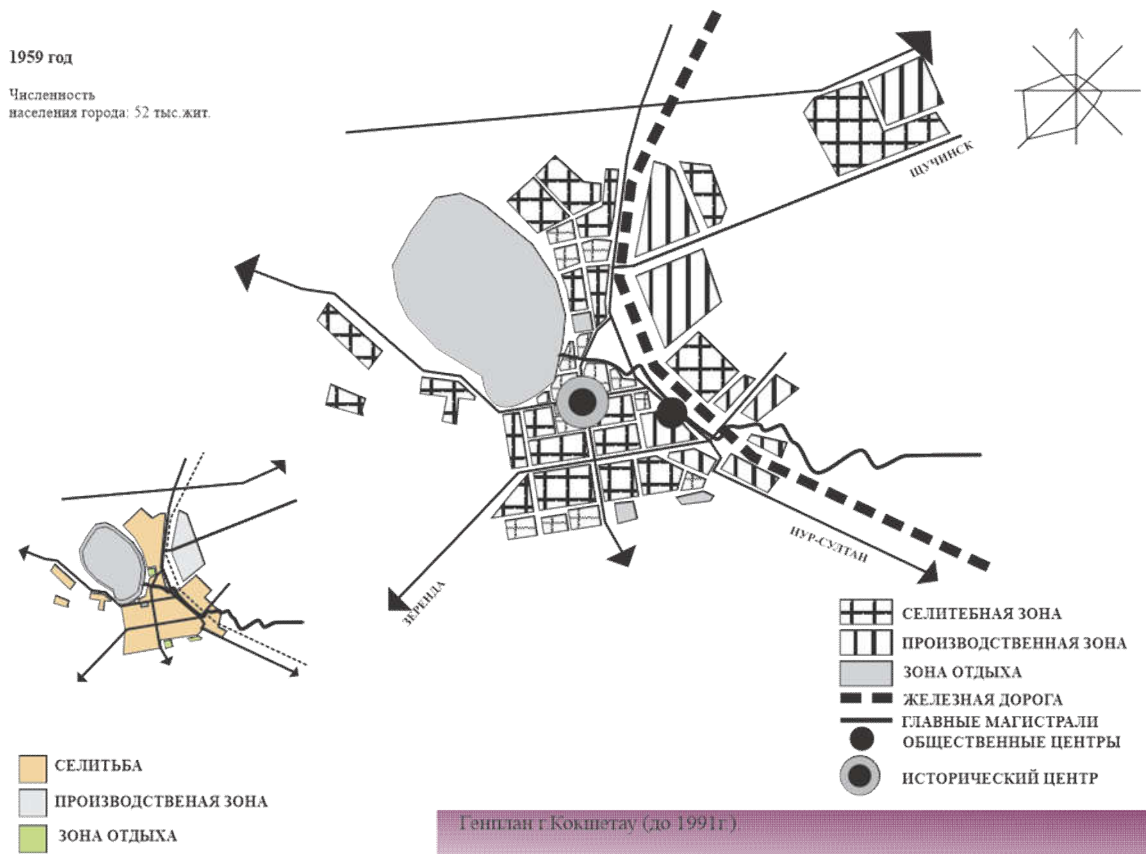 1959 год
Численность
населения города: 52 тыс.жит.
ЩУЧИНСК
НУР-СУЛТАН
ЗЕРЕНДА
СЕЛИТЕБНАЯ ЗОНА
ПРОИЗВОДСТВЕННАЯ ЗОНА
ЗОНА ОТДЫХА
ЖЕЛЕЗНАЯ ДОРОГА
ГЛАВНЫЕ МАГИСТРАЛИ
ОБЩЕСТВЕННЫЕ ЦЕНТРЫ
ИСТОРИЧЕСКИЙ ЦЕНТР
СЕЛИТЬБА
ПРОИЗВОДСТВЕНАЯ ЗОНА
ЗОНА ОТДЫХА
Генплан г.Кокшетау (до 1991г.).